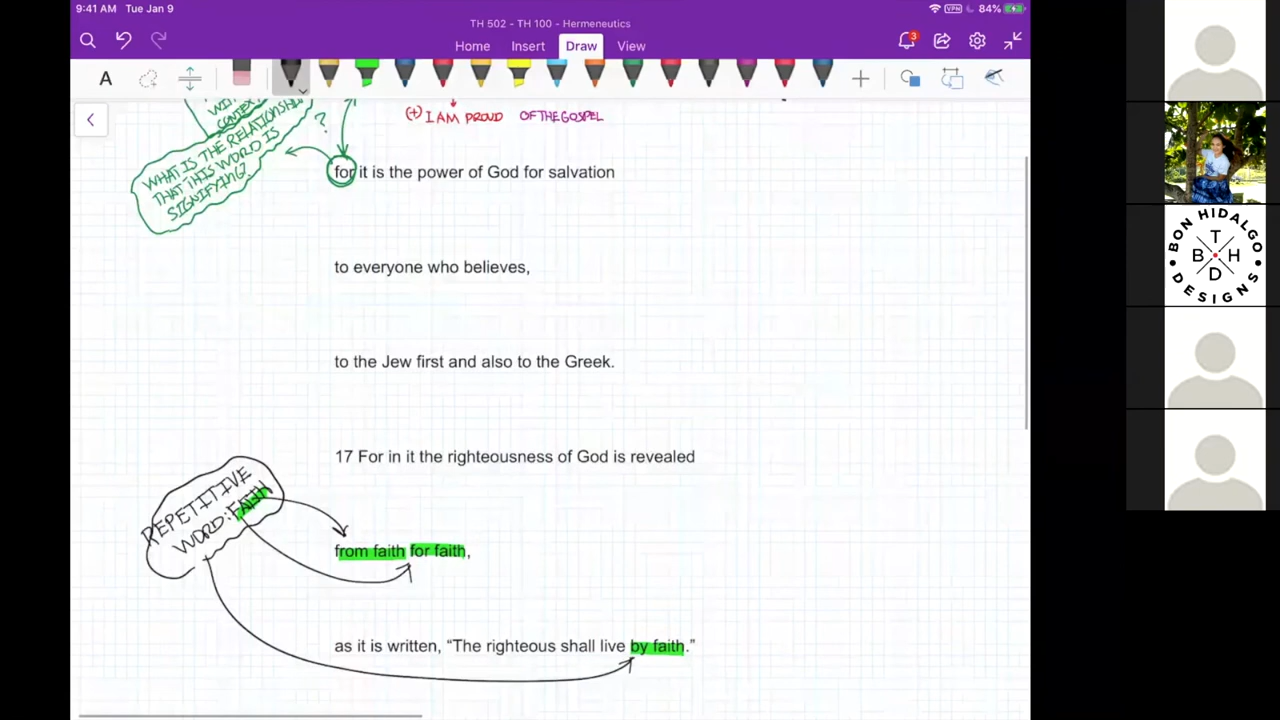 9:41 AM Tue Jan 9
VPN 84%
TH 502 - TH 100 - Hermeneutics
3
Home Insert Draw View
A
CONTEXT
?
(+) I AM PROUD OF THE GOSPEL
WHAT IS THE RELATIONSHIP
THAT THIS WORD IS
SIGNIFYING?
for it is the power of God for salvation
to everyone who believes,
to the Jew first and also to the Greek.
17 For in it the righteousness of God is revealed
REPETITIVE
WORD: FAITH
from faith for faith,
as it is written, “The righteous shall live by faith.”
BON HIDALGO
T
B H
D
DESIGNS